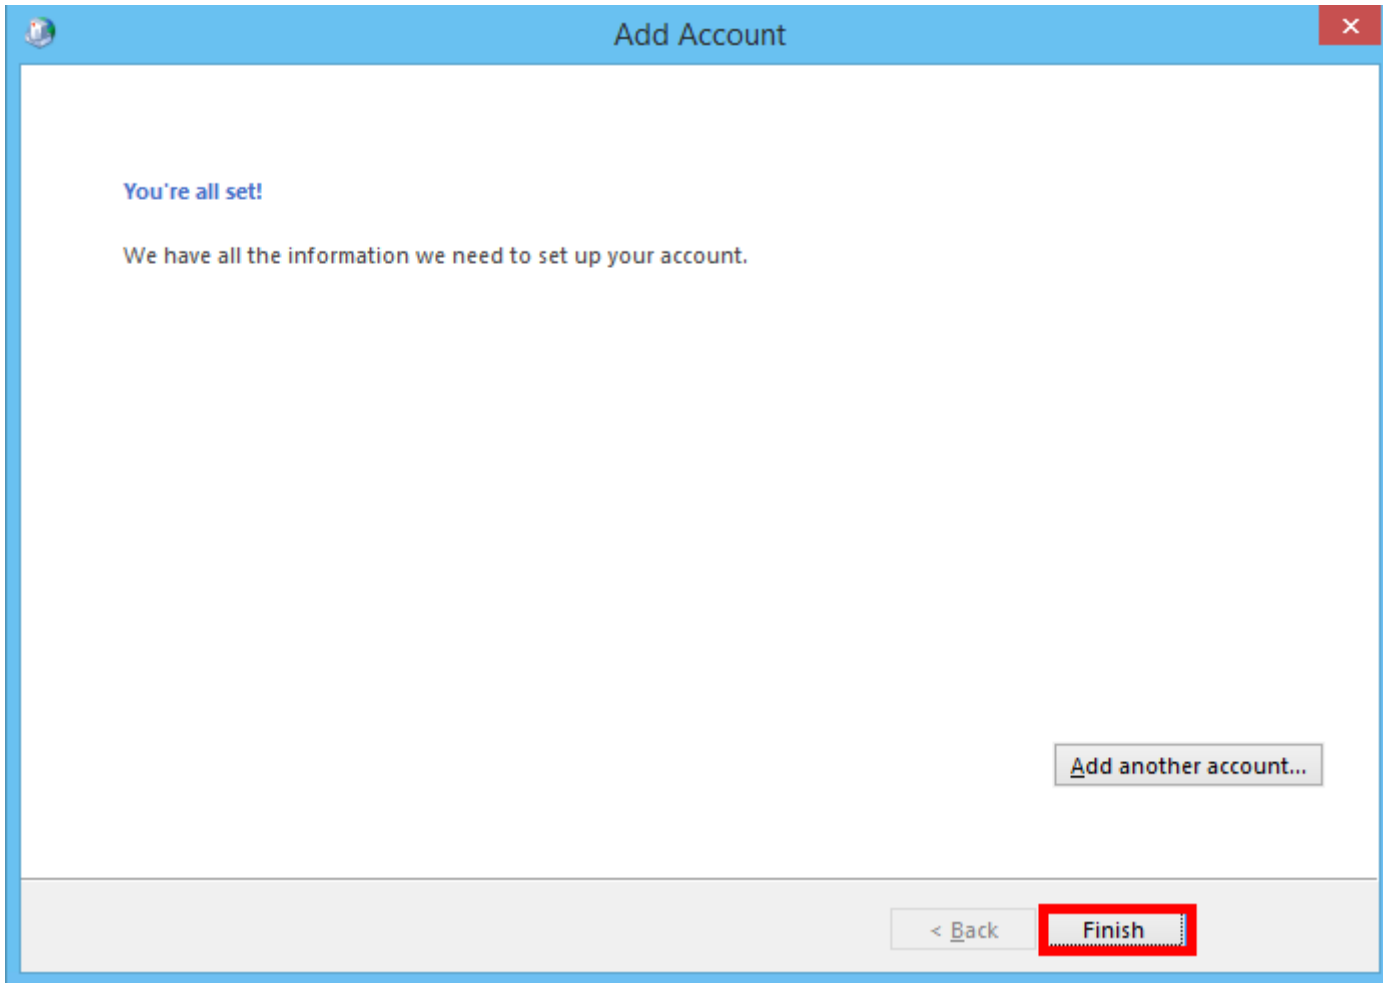 Add Account
You're all set!
We have all the information we need to set up your account.
Add another account...
< Back
Finish